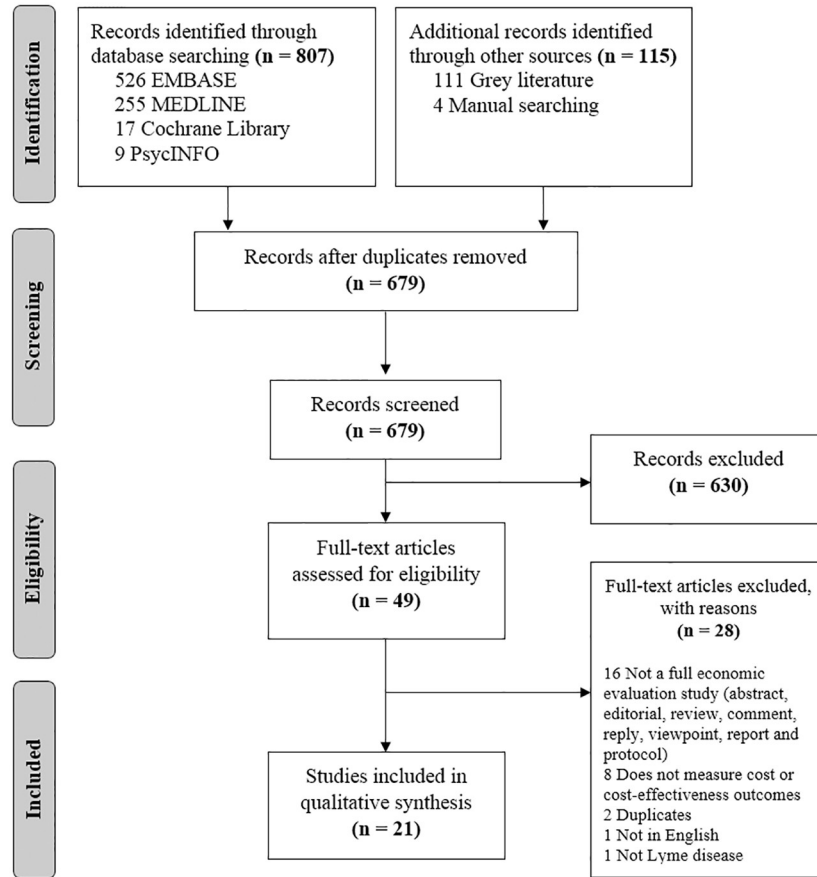 Identification
Records identified through
database searching (n = 807)
526 EMBASE
255 MEDLINE
17 Cochrane Library
9 PsycINFO
Additional records identified
through other sources (n = 115)
111 Grey literature
4 Manual searching
Screening
Records after duplicates removed
(n = 679)
Records screened
(n = 679)
Records excluded
(n = 630)
Eligibility
Full-text articles
assessed for eligibility
(n = 49)
Full-text articles excluded,
with reasons
(n = 28)
16 Not a full economic
evaluation study (abstract,
editorial, review, comment,
reply, viewpoint, report and
protocol)
8 Does not measure cost or
cost-effectiveness outcomes
2 Duplicates
1 Not in English
1 Not Lyme disease
Included
Studies included in
qualitative synthesis
(n = 21)